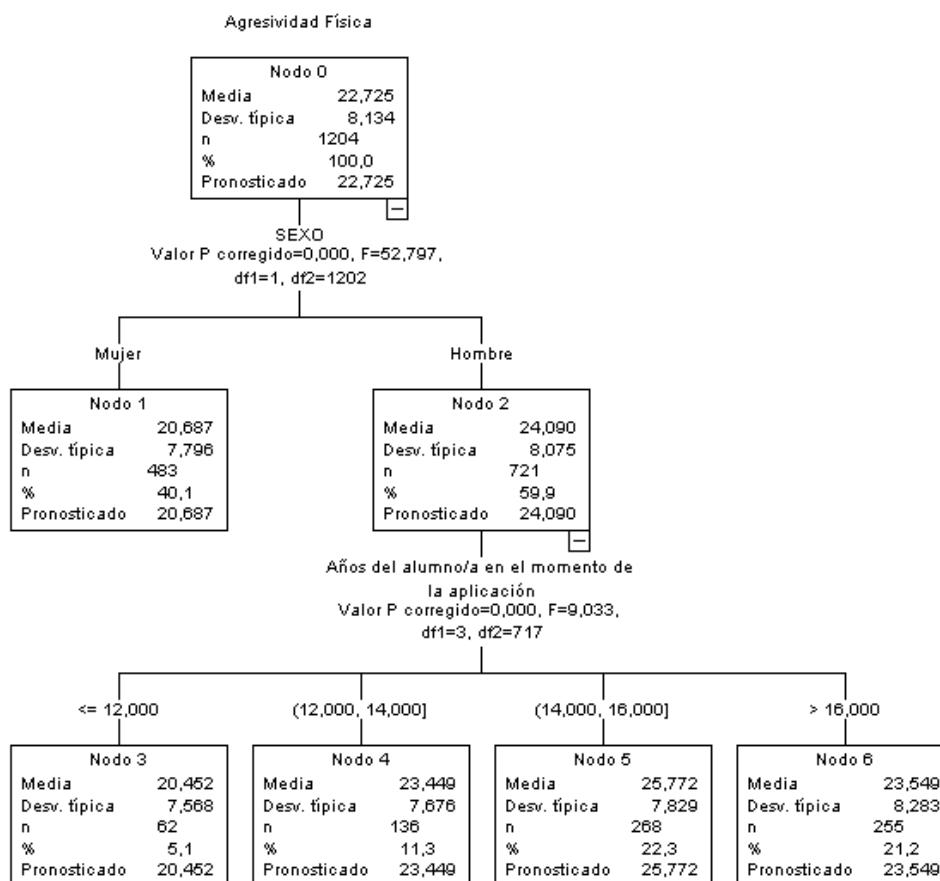 Agresividad Física
Nodo 0
Media 22,725
Desv. típica 8,134
n 1204
% 100,0
Pronosticado 22,725
SEXO
Valor P corregido=0,000, F=52,797,
df1=1, df2=1202
Mujer
Hombre
Nodo 1
Media 20,687
Desv. típica 7,796
n 483
% 40,1
Pronosticado 20,687
Nodo 2
Media 24,090
Desv. típica 8,075
n 721
% 59,9
Pronosticado 24,090
Años del alumno/a en el momento de
la aplicación
Valor P corregido=0,000, F=9,033,
df1=3, df2=717
<= 12,000
(12,000, 14,000]
(14,000, 16,000]
> 16,000
Nodo 3
Media 20,452
Desv. típica 7,568
n 62
% 5,1
Pronosticado 20,452
Nodo 4
Media 23,449
Desv. típica 7,676
n 136
% 11,3
Pronosticado 23,449
Nodo 5
Media 25,772
Desv. típica 7,829
n 268
% 22,3
Pronosticado 25,772
Nodo 6
Media 23,549
Desv. típica 8,283
n 255
% 21,2
Pronosticado 23,549